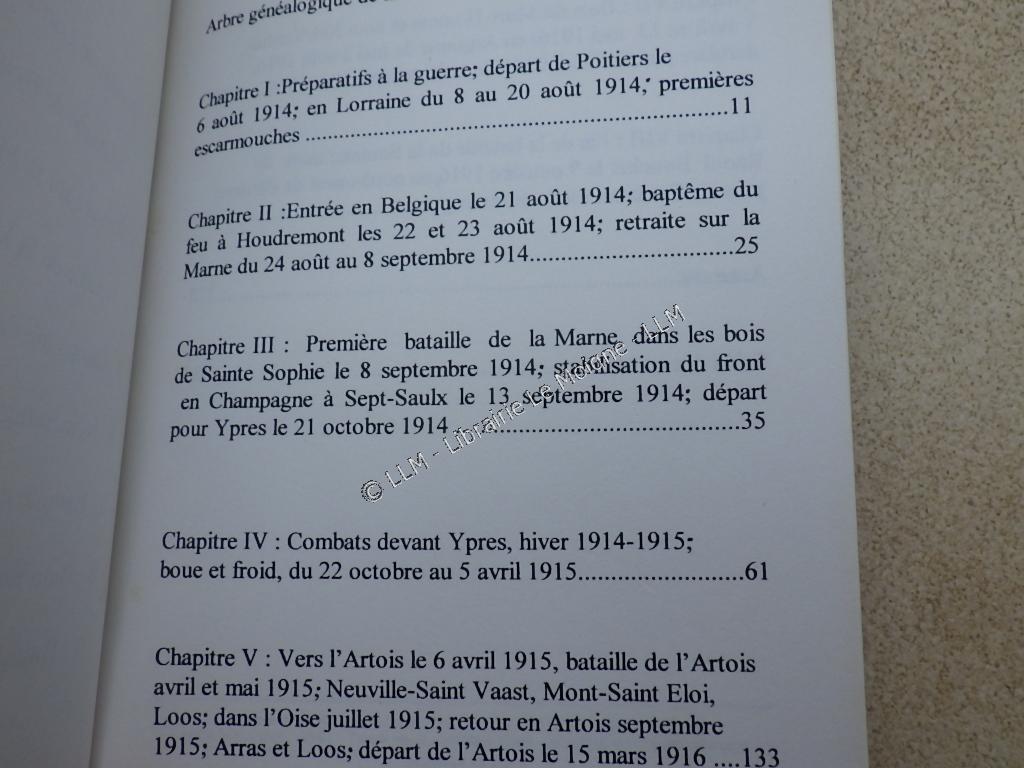 Arbre généalogique de
Chapitre I :Préparatifs à la guerre; départ de Poitiers le
6 août 1914; en Lorraine du 8 au 20 août 1914; premières
escarmouches ................................................................11
Chapitre II :Entrée en Belgique le 21 août 1914; baptême du
feu à Houdremont les 22 et 23 août 1914; retraite sur la
Marne du 24 août au 8 septembre 1914...............................25
Chapitre III : Première bataille de la Marne dans les bois
de Sainte Sophie le 8 septembre 1914; stabilisation du front
en Champagne à Sept-Saulx le 13 septembre 1914; départ
pour Ypres le 21 octobre 1914 ............................................35
© LLM - Librairie Le Moigne - LLM
Chapitre IV : Combats devant Ypres, hiver 1914-1915;
boue et froid, du 22 octobre au 5 avril 1915.........................61
Chapitre V : Vers l'Artois le 6 avril 1915, bataille de l'Artois
avril et mai 1915; Neuville-Saint Vaast, Mont-Saint Eloi,
Loos; dans l'Oise juillet 1915; retour en Artois septembre
1915; Arras et Loos; départ de l'Artois le 15 mars 1916 ....133